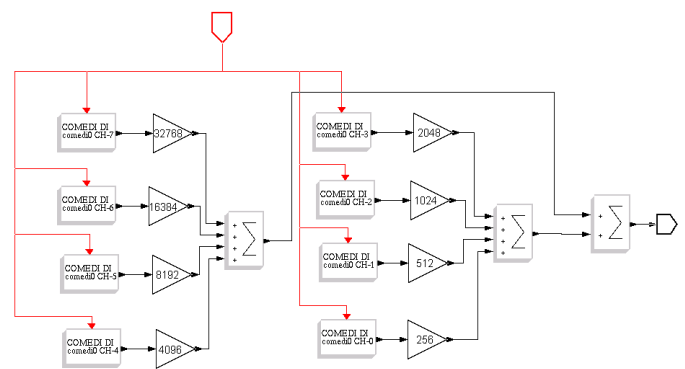 COMEDI DI
comedi0 CH-7
32768
COMEDI DI
comedi0 CH-3
2048
COMEDI DI
comedi0 CH-6
16384
COMEDI DI
comedi0 CH-2
1024
+
+
+
+
Σ
+
+
+
+
Σ
+
+
Σ
COMEDI DI
comedi0 CH-5
8192
COMEDI DI
comedi0 CH-1
512
COMEDI DI
comedi0 CH-4
4096
COMEDI DI
comedi0 CH-0
256